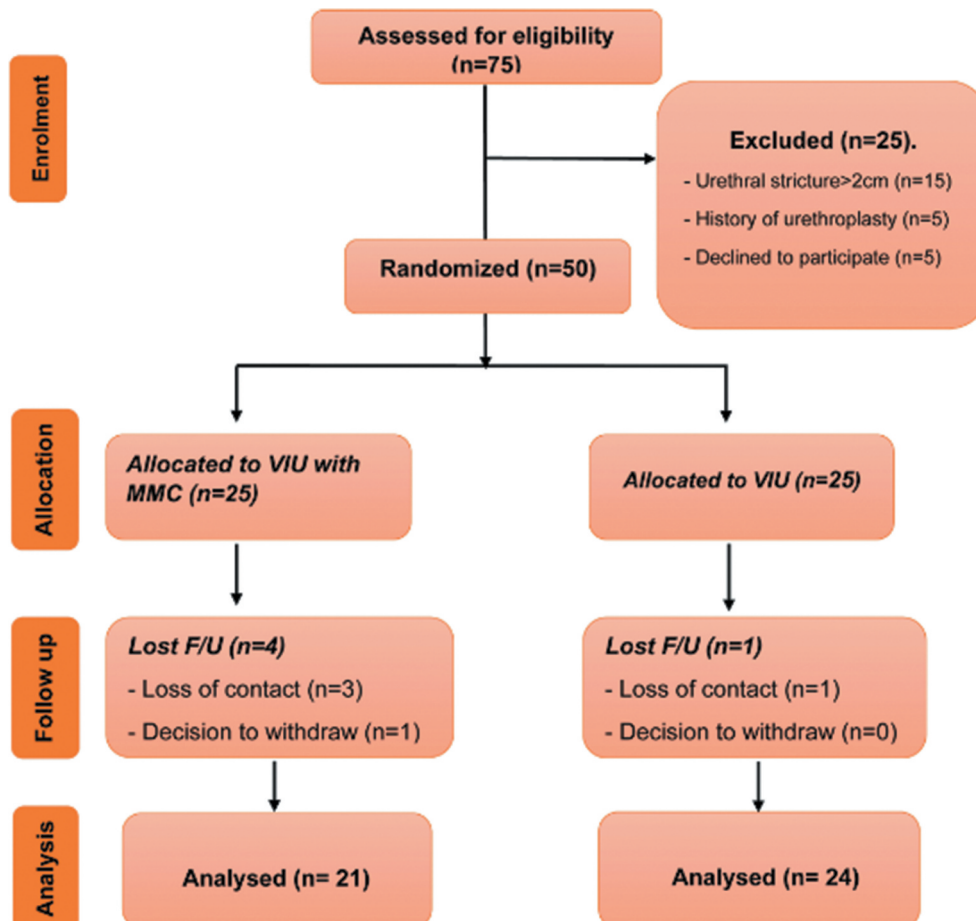 Assessed for eligibility
(n=75)
Enrolment
Excluded (n=25).
- Urethral stricture>2cm (n=15)
- History of urethroplasty (n=5)
- Declined to participate (n=5)
Randomized (n=50)
Allocation
Allocated to VIU with
MMC (n=25)
Allocated to VIU (n=25)
Follow up
Lost F/U (n=4)
- Loss of contact (n=3)
- Decision to withdraw (n=1)
Lost F/U (n=1)
- Loss of contact (n=1)
- Decision to withdraw (n=0)
Analysis
Analysed (n= 21)
Analysed (n= 24)